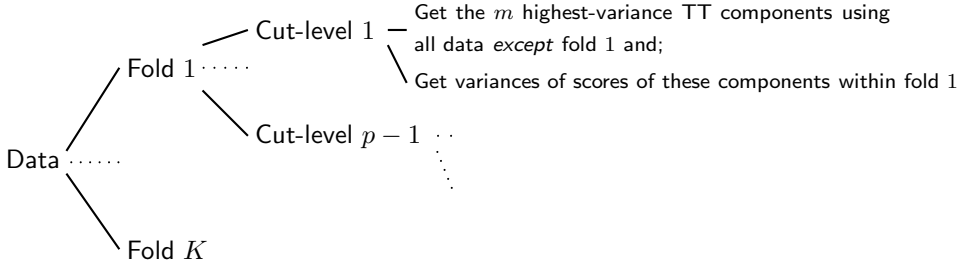 Get the m highest-variance TT components using
Cut-level 1
all data except fold 1 and;
Fold 1 . . . . .
Get variances of scores of these components within fold 1
Cut-level p − 1 . .
Data . . . . . .
Fold K